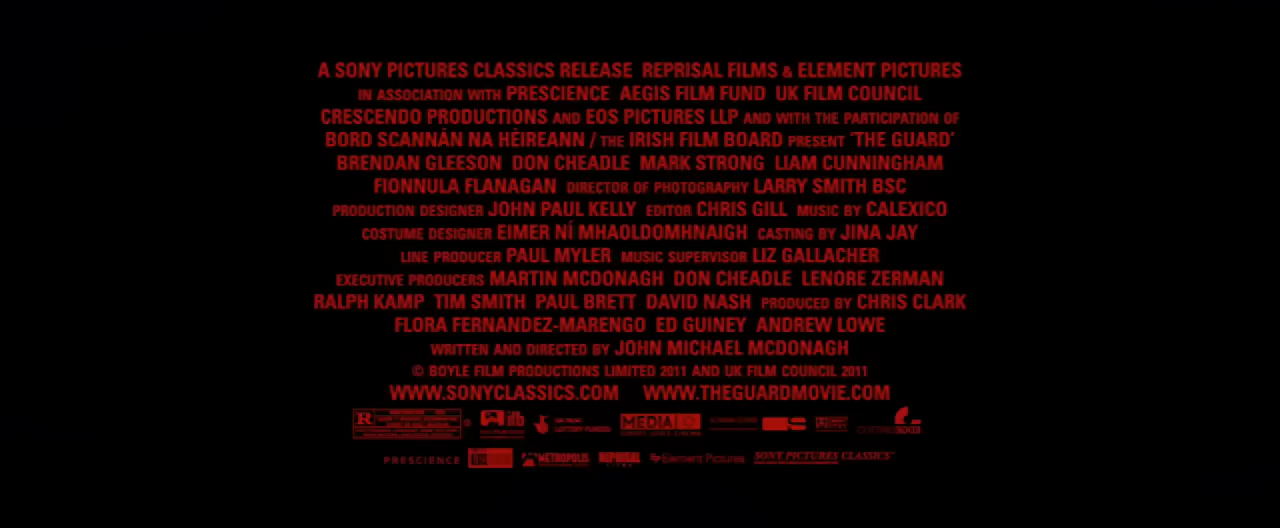 A SONY PICTURES CLASSICS RELEASE REPRISAL FILMS & ELEMENT PICTURES
IN ASSOCIATION WITH PRESCIENCE AEGIS FILM FUND UK FILM COUNCIL
CRESCENDO PRODUCTIONS AND EOS PICTURES LLP AND WITH THE PARTICIPATION OF
BORD SCANNÁN NA HÉIREANN / THE IRISH FILM BOARD PRESENT 'THE GUARD'
BRENDAN GLEESON DON CHEADLE MARK STRONG LIAM CUNNINGHAM
FIONNULA FLANAGAN DIRECTOR OF PHOTOGRAPHY LARRY SMITH BSC
PRODUCTION DESIGNER JOHN PAUL KELLY EDITOR CHRIS GILL MUSIC BY CALEXICO
COSTUME DESIGNER EIMER NÍ MHAOLDOMHNAIGH CASTING BY JINA JAY
LINE PRODUCER PAUL MYLER MUSIC SUPERVISOR LIZ GALLACHER
EXECUTIVE PRODUCERS MARTIN MCDONAGH DON CHEADLE LENORE ZERMAN
RALPH KAMP TIM SMITH PAUL BRETT DAVID NASH PRODUCED BY CHRIS CLARK
FLORA FERNANDEZ-MARENGO ED GUINEY ANDREW LOWE
WRITTEN AND DIRECTED BY JOHN MICHAEL MCDONAGH
© BOYLE FILM PRODUCTIONS LIMITED 2011 AND UK FILM COUNCIL 2011
WWW.SONYCLASSICS.COM WWW.THEGUARDMOVIE.COM
R MEDIA
PRESCIENCE METROPOLIS REPRISAL Element Pictures SONY PICTURES CLASSICS